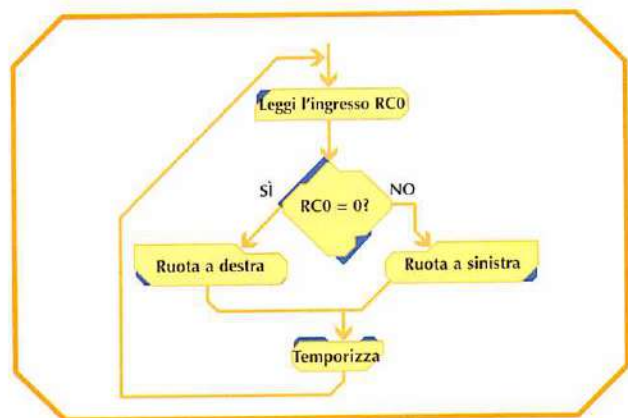 Leggi l'ingresso RC0
SÌ
RC0 = 0?
NO
Ruota a destra
Ruota a sinistra
Temporizza